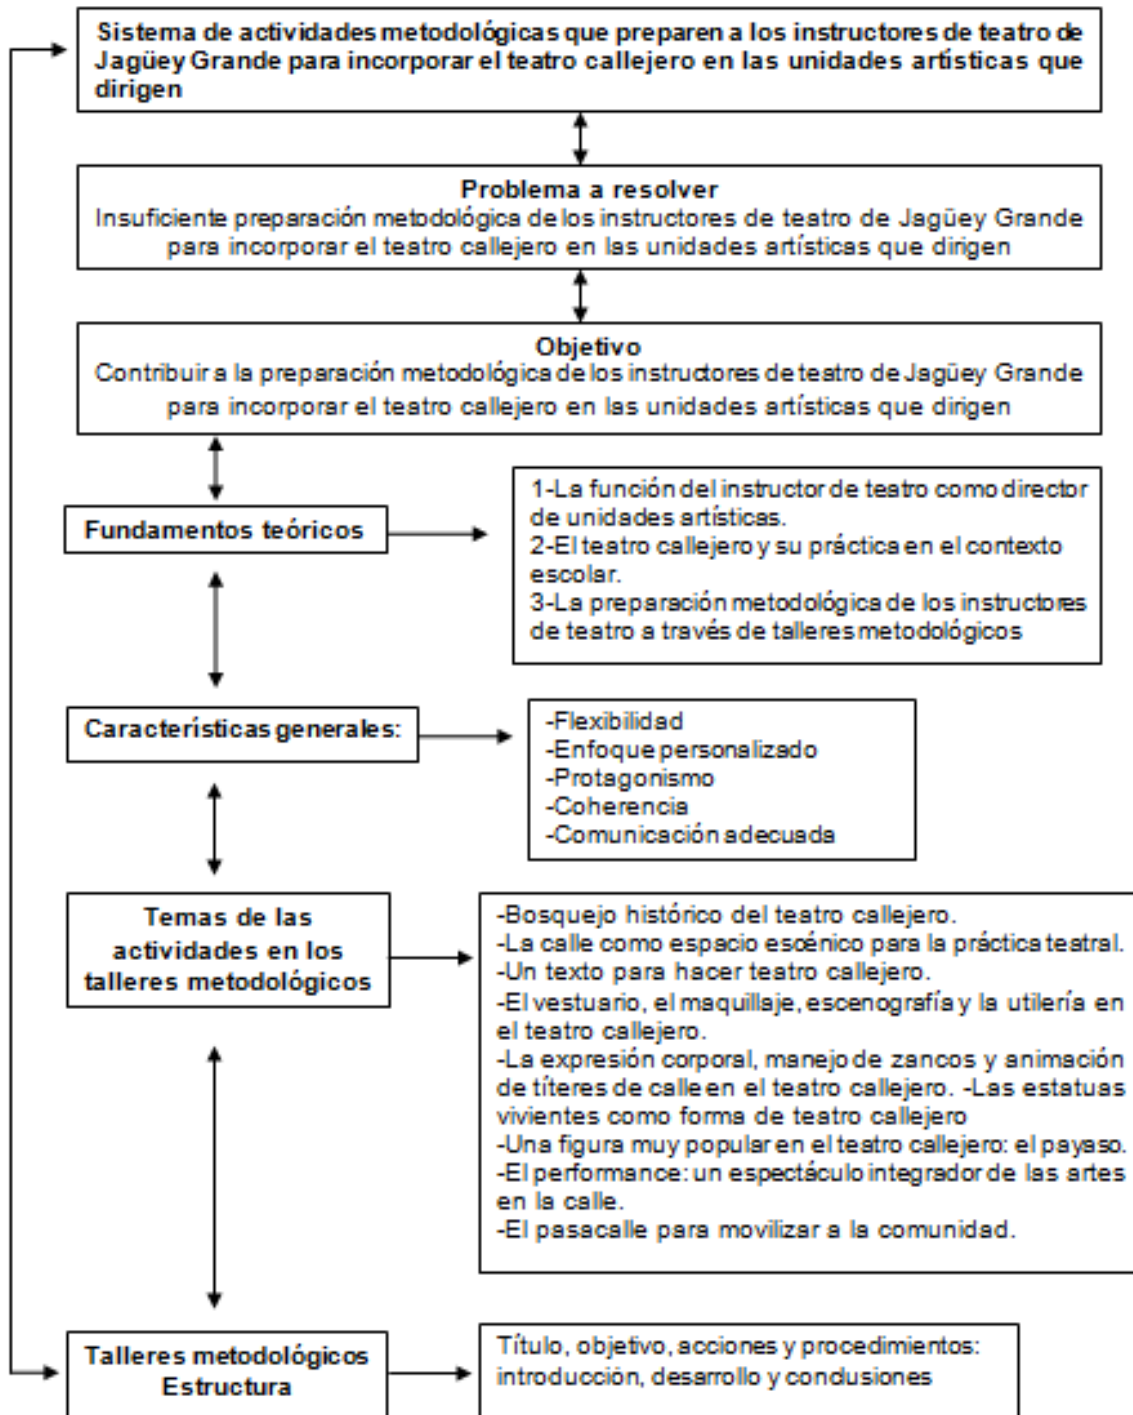 Sistema de actividades metodológicas que preparen a los instructores de teatro de
Jagüey Grande para incorporar el teatro callejero en las unidades artísticas que
dirigen
Problema a resolver
Insuficiente preparación metodológica de los instructores de teatro de Jagüey Grande
para incorporar el teatro callejero en las unidades artísticas que dirigen
Objetivo
Contribuir a la preparación metodológica de los instructores de teatro de Jagüey Grande
para incorporar el teatro callejero en las unidades artísticas que dirigen
Fundamentos teóricos
1-La función del instructor de teatro como director
de unidades artísticas.
2-El teatro callejero y su práctica en el contexto
escolar.
3-La preparación metodológica de los instructores
de teatro a través de talleres metodológicos
Características generales:
-Flexibilidad
-Enfoque personalizado
-Protagonismo
-Coherencia
-Comunicación adecuada
Temas de las
actividades en los
talleres metodológicos
-Bosquejo histórico del teatro callejero.
-La calle como espacio escénico para la práctica teatral.
-Un texto para hacer teatro callejero.
-El vestuario, el maquillaje, escenografía y la utilería en
el teatro callejero.
-La expresión corporal, manejo de zancos y animación
de títeres de calle en el teatro callejero. -Las estatuas
vivientes como forma de teatro callejero
-Una figura muy popular en el teatro callejero: el payaso.
-El performance: un espectáculo integrador de las artes
en la calle.
-El pasacalle para movilizar a la comunidad.
Talleres metodológicos
Estructura
Título, objetivo, acciones y procedimientos:
introducción, desarrollo y conclusiones